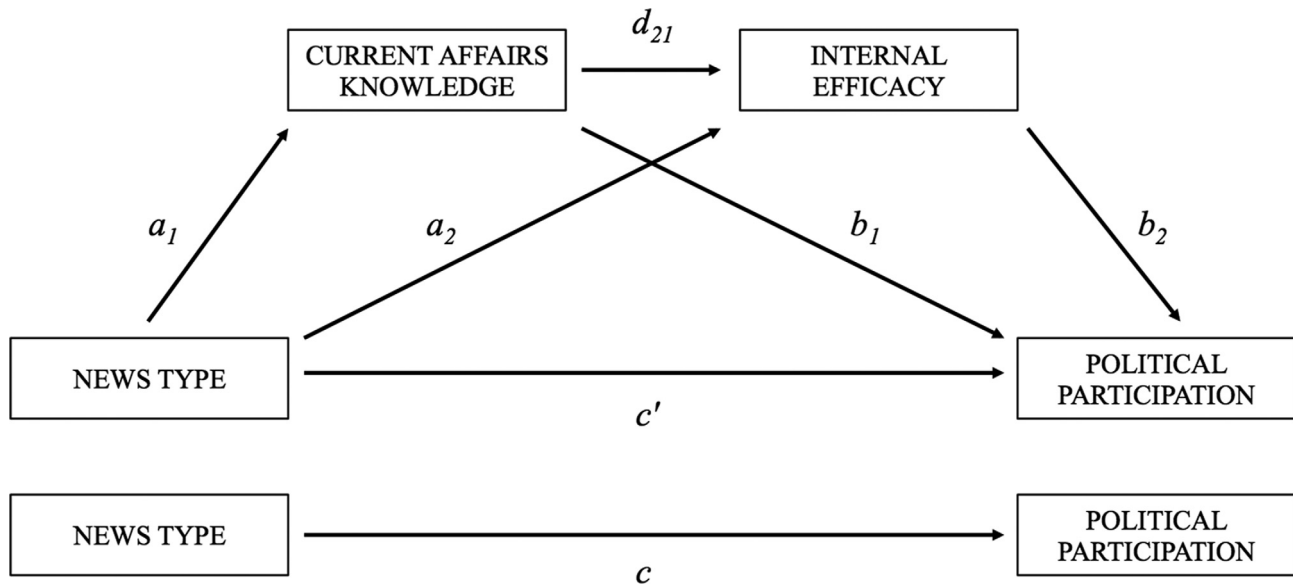 d21
CURRENT AFFAIRS
KNOWLEDGE
INTERNAL
EFFICACY
a1
a2
b1
b2
NEWS TYPE
POLITICAL
PARTICIPATION
c'
NEWS TYPE
POLITICAL
PARTICIPATION
c